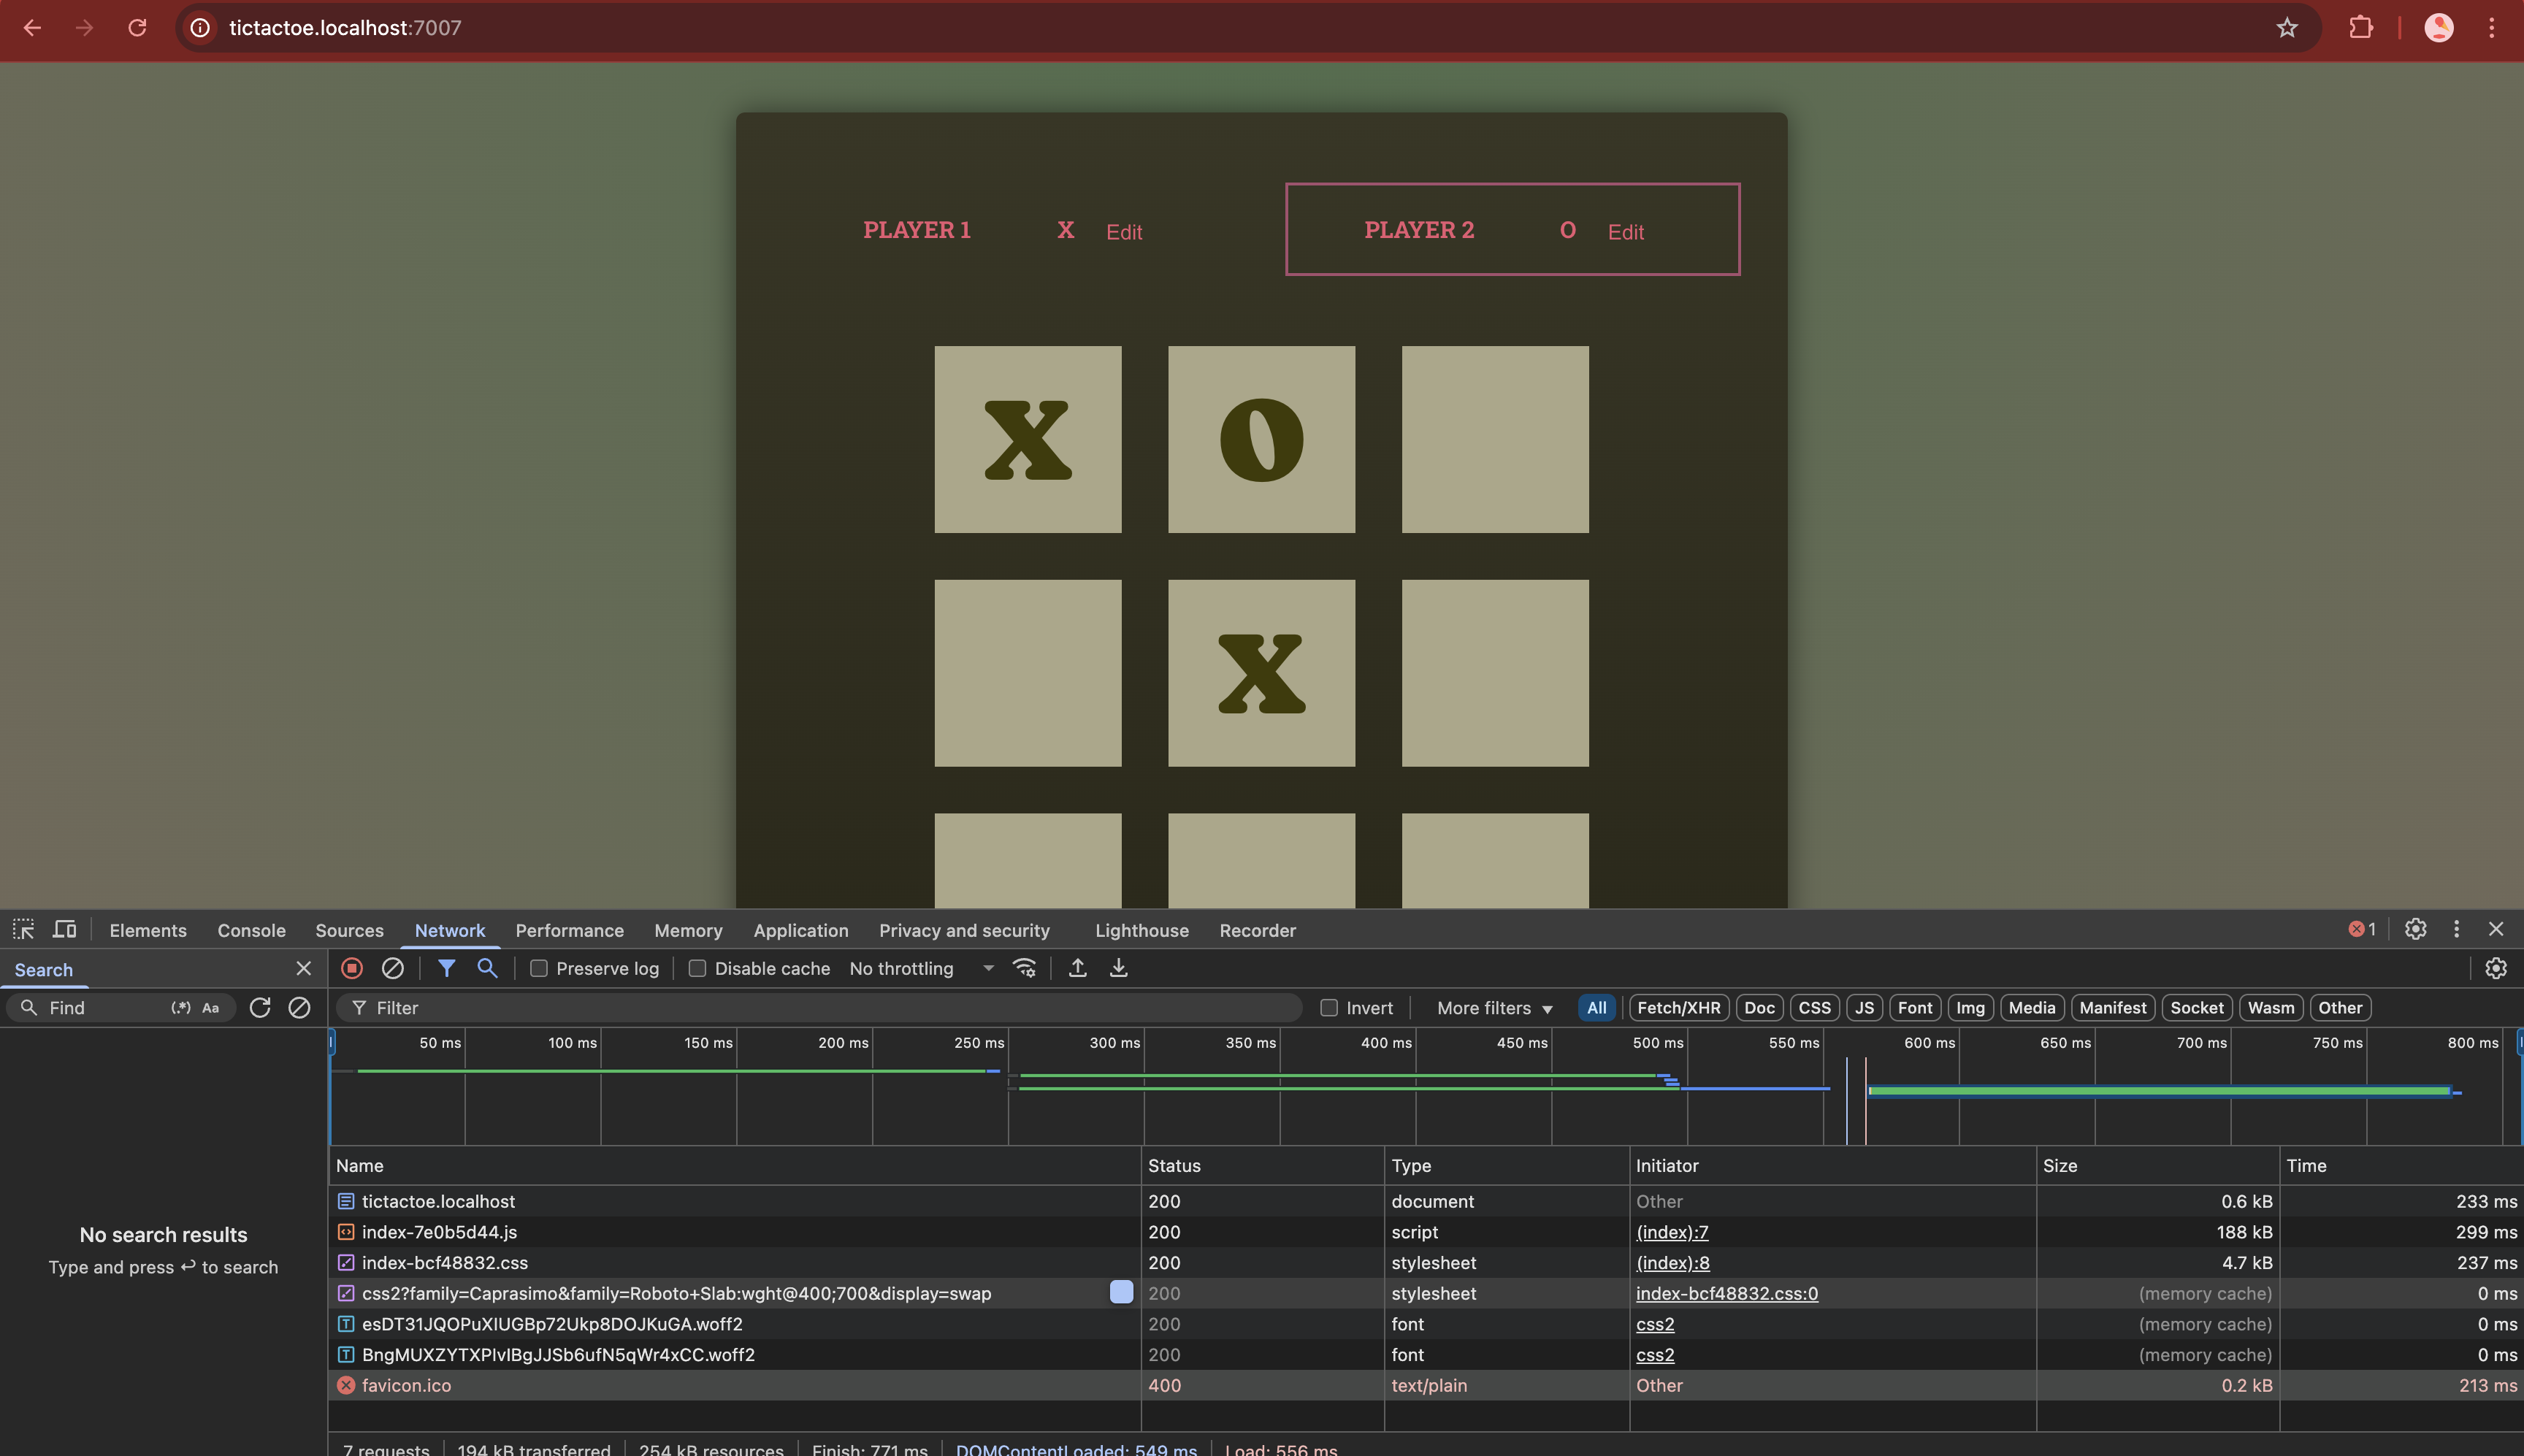 tictactoe.localhost:7007
PLAYER 1 X Edit PLAYER 2 O Edit
X O
X
Elements Console Sources Network Performance Memory Application Privacy and security Lighthouse Recorder 1
Search Preserve log Disable cache No throttling
Find (.*) Aa Filter Invert More filters All Fetch/XHR Doc CSS JS Font Img Media Manifest Socket Wasm Other
50 ms 100 ms 150 ms 200 ms 250 ms 300 ms 350 ms 400 ms 450 ms 500 ms 550 ms 600 ms 650 ms 700 ms 750 ms 800 ms
Name Status Type Initiator Size Time
tictactoe.localhost 200 document Other 0.6 kB 233 ms
index-7e0b5d44.js 200 script (index):7 188 kB 299 ms
index-bcf48832.css 200 stylesheet (index):8 4.7 kB 237 ms
css2?family=Caprasimo&family=Roboto+Slab:wght@400;700&display=swap 200 stylesheet index-bcf48832.css:0 (memory cache) 0 ms
esDT31JQOPuXIUGBp72Ukp8DOJKuGA.woff2 200 font css2 (memory cache) 0 ms
BngMUXZYTXPIvIBgJJSb6ufN5qWr4xCC.woff2 200 font css2 (memory cache) 0 ms
favicon.ico 400 text/plain Other 0.2 kB 213 ms
No search results
Type and press ↩ to search
7 requests 194 kB transferred 254 kB resources Finish: 771 ms DOMContentLoaded: 549 ms Load: 556 ms